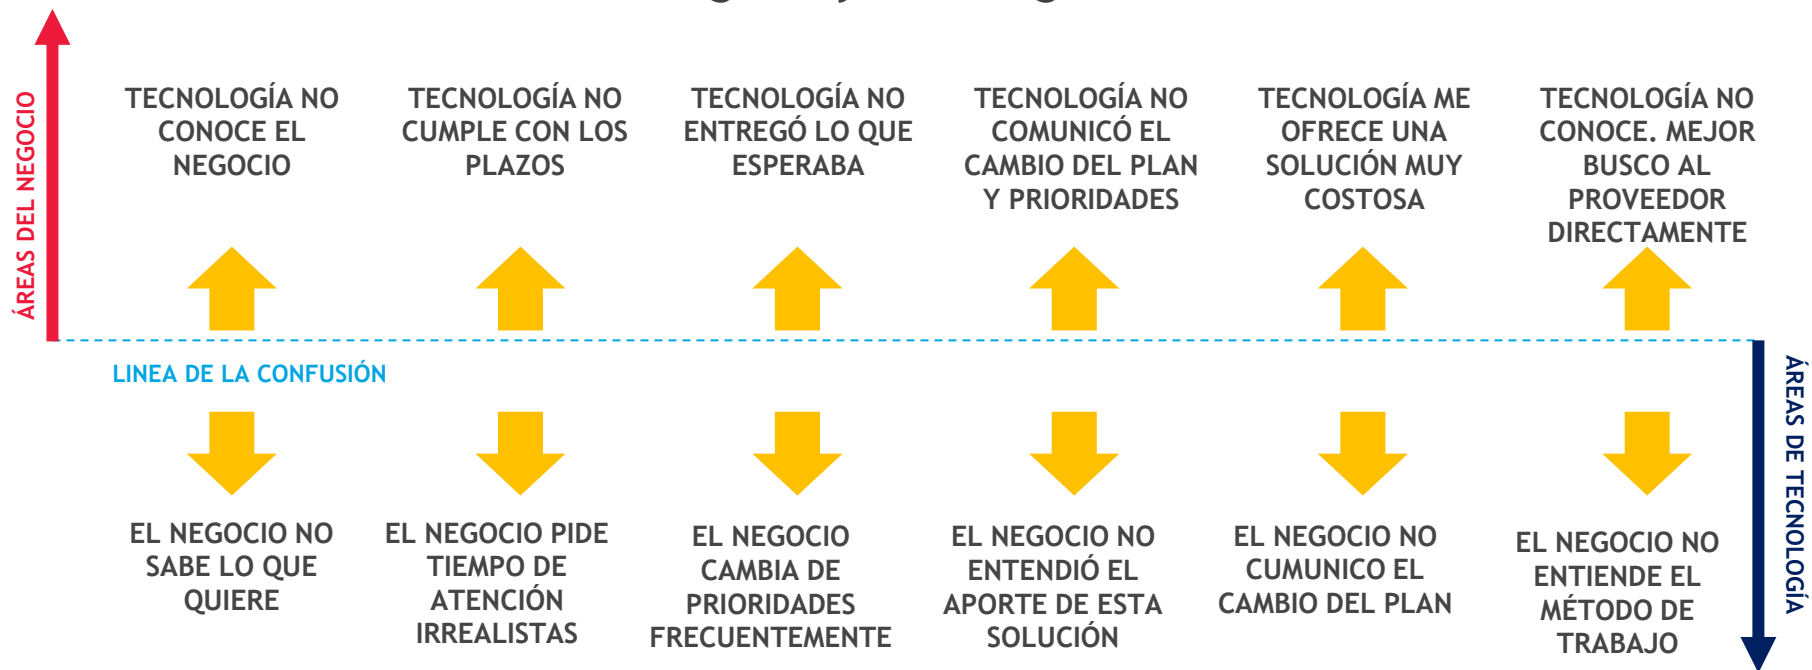 ÁREAS DEL NEGOCIO
TECNOLOGÍA NO
CONOCE EL
NEGOCIO
TECNOLOGÍA NO
CUMPLE CON LOS
PLAZOS
TECNOLOGÍA NO
ENTREGÓ LO QUE
ESPERABA
TECNOLOGÍA NO
COMUNICÓ EL
CAMBIO DEL PLAN
Y PRIORIDADES
TECNOLOGÍA ME
OFRECE UNA
SOLUCIÓN MUY
COSTOSA
TECNOLOGÍA NO
CONOCE. MEJOR
BUSCO AL
PROVEEDOR
DIRECTAMENTE
LINEA DE LA CONFUSIÓN
EL NEGOCIO NO
SABE LO QUE
QUIERE
EL NEGOCIO PIDE
TIEMPO DE
ATENCIÓN
IRREALISTAS
EL NEGOCIO
CAMBIA DE
PRIORIDADES
FRECUENTEMENTE
EL NEGOCIO NO
ENTENDIÓ EL
APORTE DE ESTA
SOLUCIÓN
EL NEGOCIO NO
CUMUNICO EL
CAMBIO DEL PLAN
EL NEGOCIO NO
ENTIENDE EL
MÉTODO DE
TRABAJO
ÁREAS DE TECNOLOGÍA